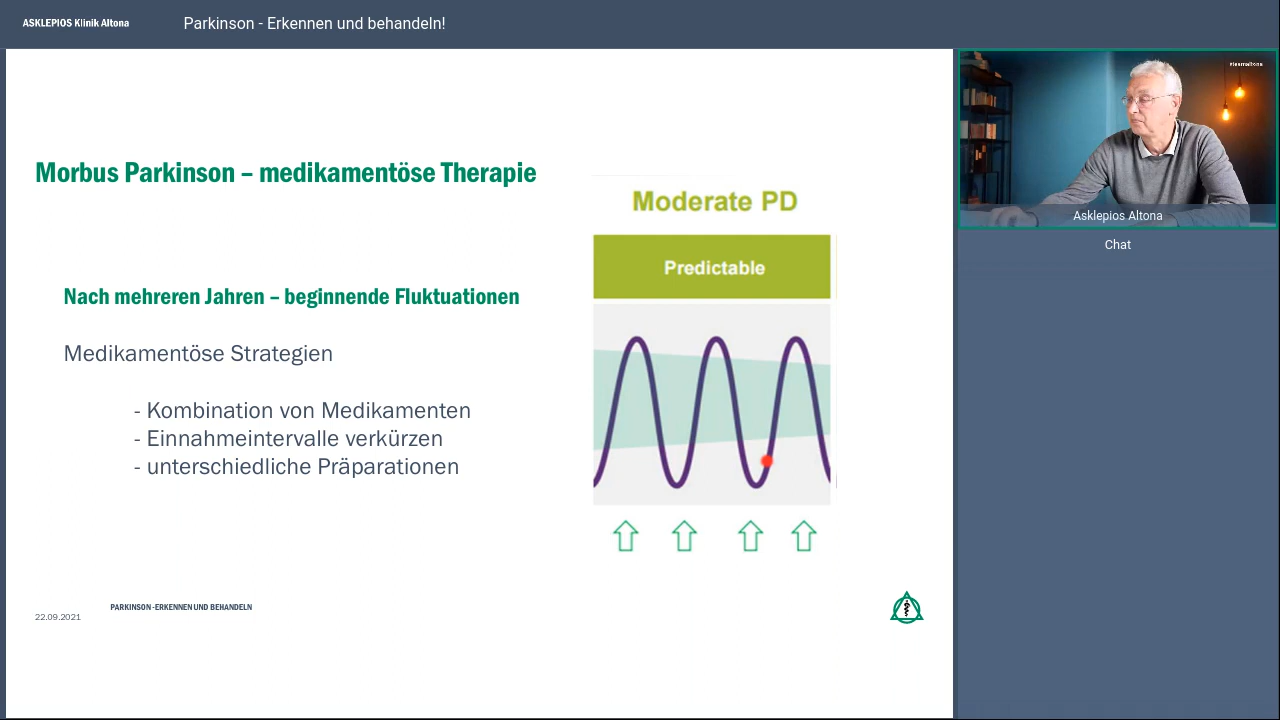 ASKLEPIOS Klinik Altona
Parkinson - Erkennen und behandeln!
#teamaltona
Asklepios Altona
Chat
Morbus Parkinson – medikamentöse Therapie
Moderate PD
Predictable
Nach mehreren Jahren – beginnende Fluktuationen
Medikamentöse Strategien
- Kombination von Medikamenten
- Einnahmeintervalle verkürzen
- unterschiedliche Präparationen
PARKINSON -ERKENNEN UND BEHANDELN
22.09.2021